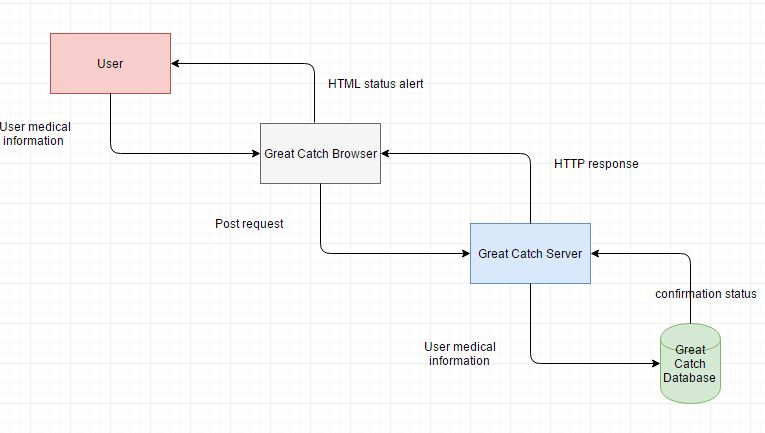 User
HTML status alert
User medical
information
Great Catch Browser
HTTP response
Post request
Great Catch Server
confirmation status
User medical
information
Great
Catch
Database